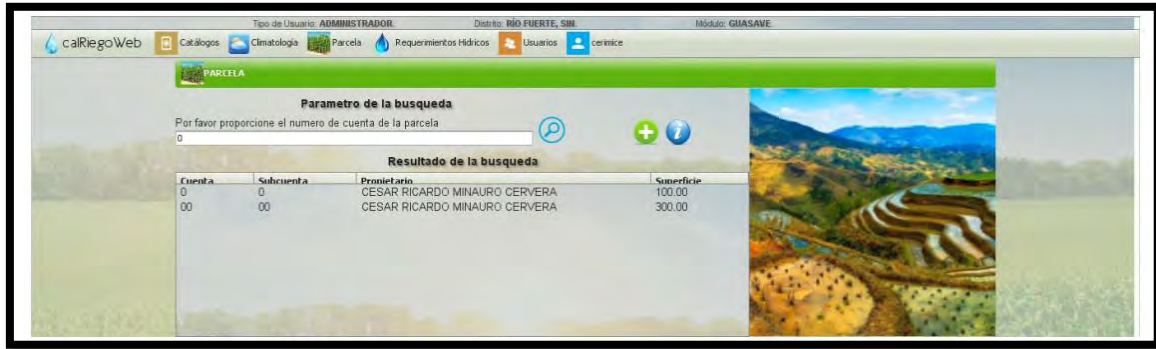 Tipo de Usuario: ADMINISTRADOR. Distrito: RÍO FUERTE, SIN. Módulo: GUASAVE.
calRiegoWeb Catálogos Climatología Parcela Requerimientos Hídricos Usuarios cerimice
PARCELA
Parametro de la busqueda
Por favor proporcione el numero de cuenta de la parcela
0
Resultado de la busqueda
Cuenta Subcuenta Propietario Superficie
0 0 CESAR RICARDO MINAURO CERVERA 100.00
00 00 CESAR RICARDO MINAURO CERVERA 300.00